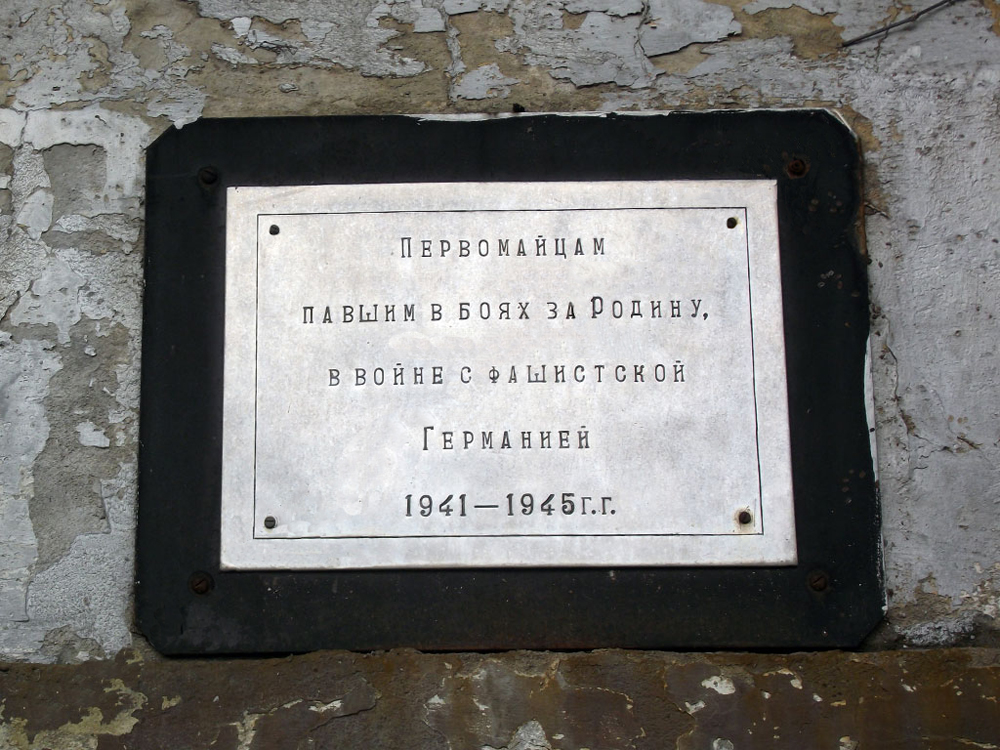 Первомайцам
павшим в боях за Родину,
в войне с фашистской
Германией
1941—1945г.г.